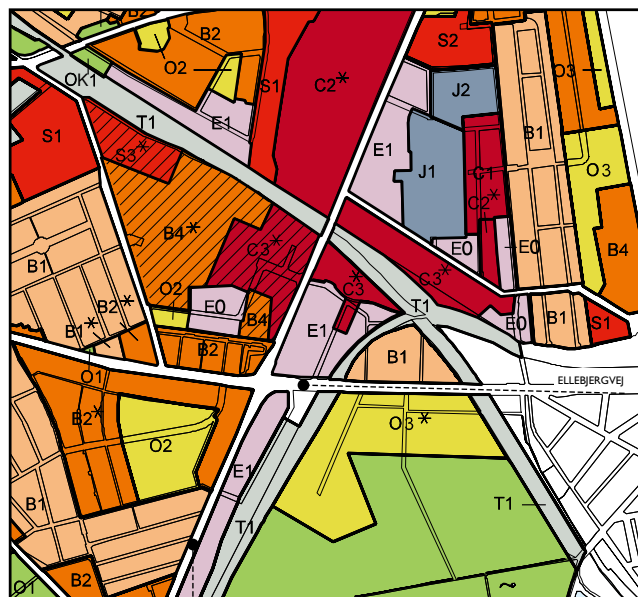 B2
S2
O2
OK1
S1
C2*
O3
J2
T1
E1
E1
B1
S1
S3*
J1
C1
O3
C2*
B4*
B1
C3*
E0
E0
B4
C3*
C3
O2
E0
B2*
T1
B1*
B4
E1
E0
B1
S1
B2
B1
O1
ELLEBJERGVEJ
B2*
O3*
O2
E1
B1
T1
T1
B2
O1